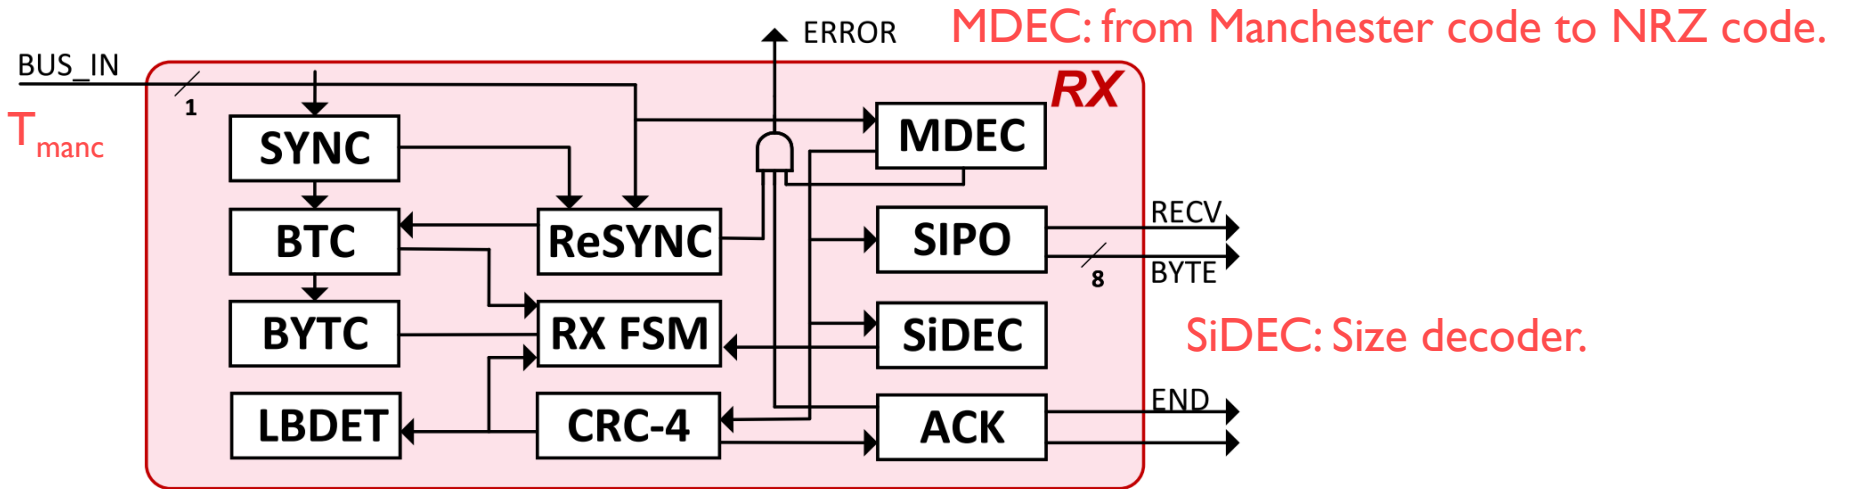 ERROR
MDEC: from Manchester code to NRZ code.
BUS_IN
1
RX
Tmanc
SYNC
MDEC
BTC
ReSYNC
SIPO
RECV
8
BYTE
BYTC
RX FSM
SiDEC
SiDEC: Size decoder.
LBDET
CRC-4
ACK
END